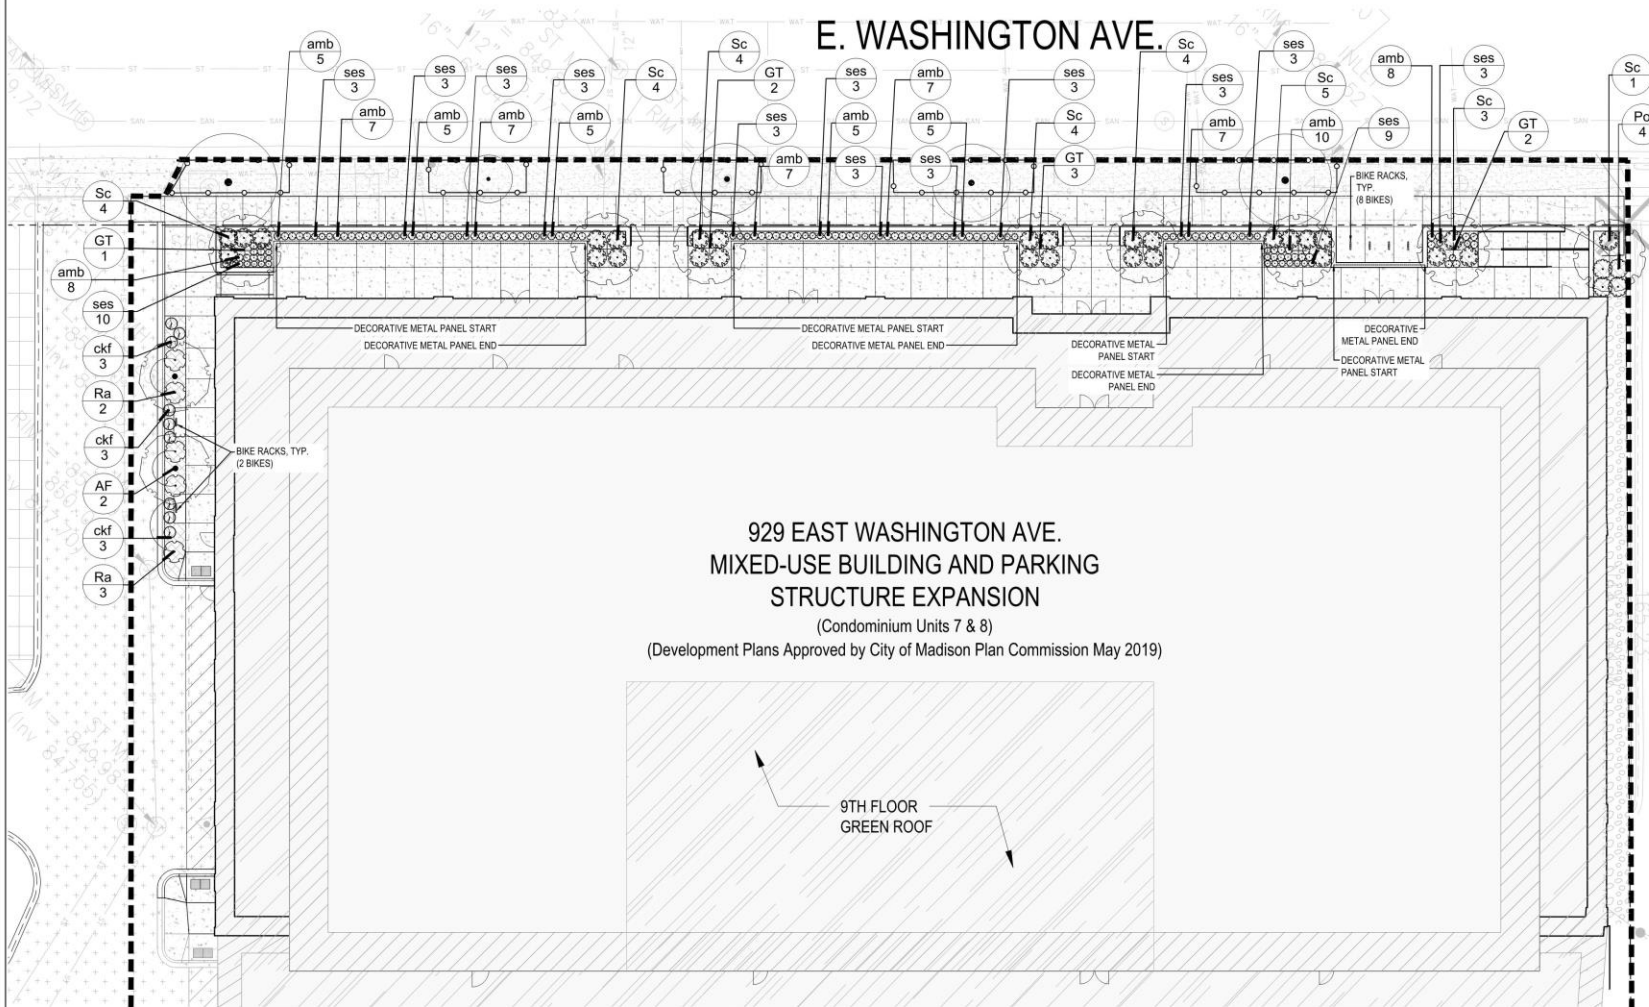 E. WASHINGTON AVE.
amb
5
ses
3
amb
7
ses
3
amb
5
ses
3
amb
7
ses
3
amb
5
Sc
4
Sc
4
GT
2
ses
3
amb
7
ses
3
amb
5
ses
3
amb
7
amb
5
ses
3
ses
3
Sc
4
GT
3
Sc
4
ses
3
amb
7
ses
3
Sc
5
amb
10
ses
9
amb
8
ses
3
Sc
3
GT
2
Sc
1
Po
4
BIKE RACKS,
TYP.
(8 BIKES)
Sc
4
GT
1
amb
8
ses
10
ckf
3
Ra
2
ckf
3
AF
2
ckf
3
Ra
3
BIKE RACKS, TYP.
(2 BIKES)
DECORATIVE METAL PANEL START
DECORATIVE METAL PANEL END
DECORATIVE METAL PANEL START
DECORATIVE METAL PANEL END
DECORATIVE METAL
PANEL START
DECORATIVE METAL
PANEL END
DECORATIVE
METAL PANEL END
DECORATIVE METAL
PANEL START
929 EAST WASHINGTON AVE.
MIXED-USE BUILDING AND PARKING
STRUCTURE EXPANSION
(Condominium Units 7 & 8)
(Development Plans Approved by City of Madison Plan Commission May 2019)
9TH FLOOR
GREEN ROOF